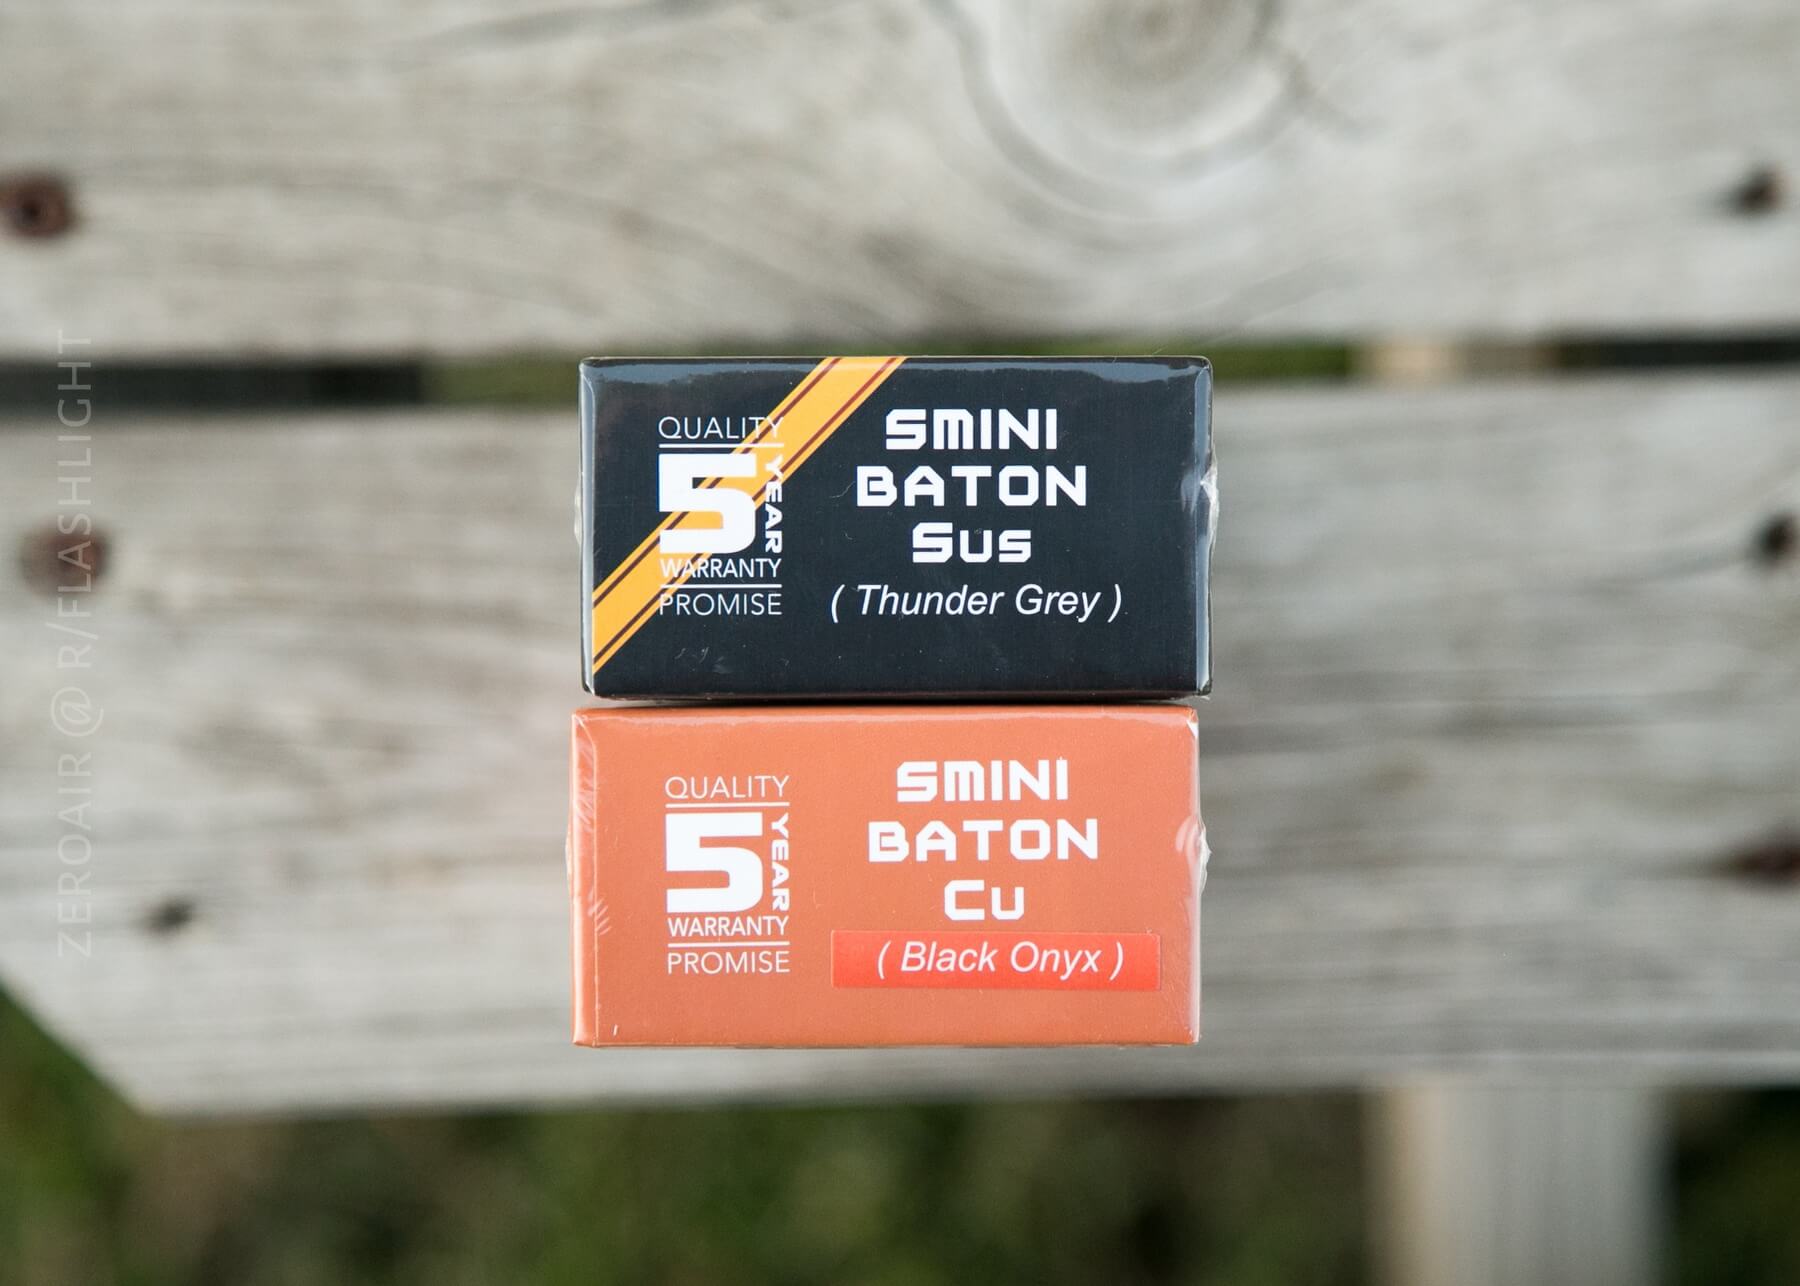 QUALITY
5 YEAR
WARRANTY
PROMISE
SMINI
BATON
SUS
( Thunder Grey )
QUALITY
5 YEAR
WARRANTY
PROMISE
SMINI
BATON
CU
( Black Onyx )
ZEROAIR @ R/FLASHLIGHT